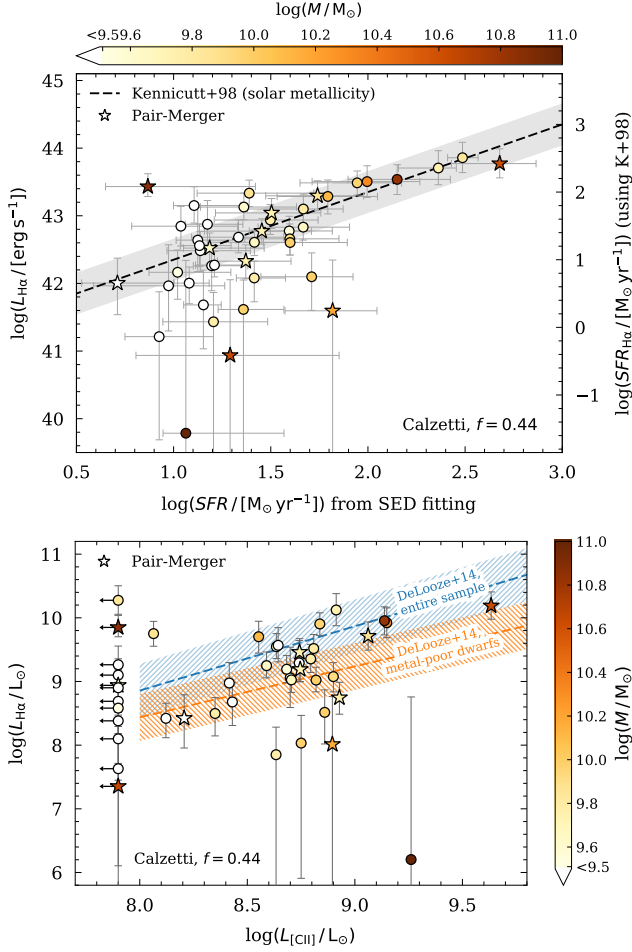 log(M / M⊙)
<9.5 9.6 9.8 10.0 10.2 10.4 10.6 10.8 11.0
Kennicutt+98 (solar metallicity)
Pair-Merger
45
44
43
42
41
40
log(LHα / [erg s⁻¹])
3
2
1
0
−1
log(SFRHα / [M⊙ yr⁻¹]) (using K+98)
Calzetti, f = 0.44
0.5 1.0 1.5 2.0 2.5 3.0
log(SFR / [M⊙ yr⁻¹]) from SED fitting
Pair-Merger
DeLooze+14,
entire sample
DeLooze+14,
metal-poor dwarfs
11
10
9
8
7
6
log(LHα / L⊙)
Calzetti, f = 0.44
8.0 8.5 9.0 9.5
log(L[CII] / L⊙)
11.0
10.8
10.6
10.4
10.2
10.0
9.8
9.6
<9.5
log(M / M⊙)